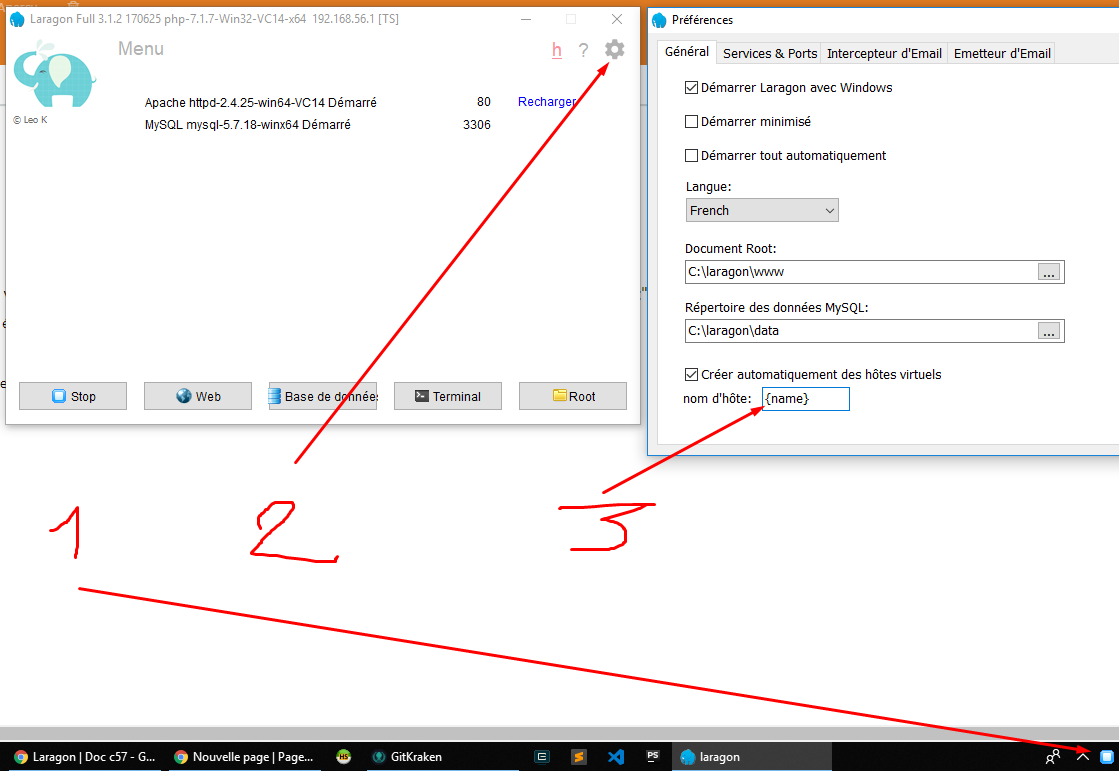 Laragon Full 3.1.2 170625 php-7.1.7-Win32-VC14-x64 192.168.56.1 [TS]
Menu
h ?
© Leo K
Apache httpd-2.4.25-win64-VC14 Démarré 80 Recharger
MySQL mysql-5.7.18-winx64 Démarré 3306
Stop
Web
Base de données
Terminal
Root
Préférences
Général
Services & Ports
Intercepteur d'Email
Emetteur d'Email
Démarrer Laragon avec Windows
Démarrer minimisé
Démarrer tout automatiquement
Langue:
French
Document Root:
C:\laragon\www
...
Répertoire des données MySQL:
C:\laragon\data
...
Créer automatiquement des hôtes virtuels
nom d'hôte: {name}
1
2
3
Laragon | Doc c57 - G...
Nouvelle page | Page...
HS
GitKraken
PS
laragon